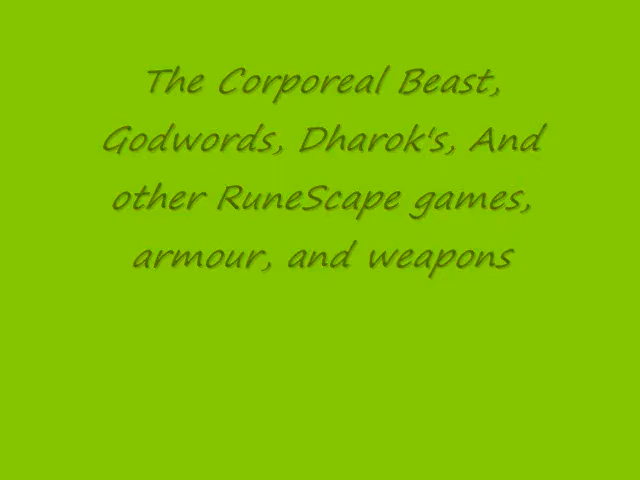 The Corporeal Beast,
Godwords, Dharok's, And
other RuneScape games,
armour, and weapons